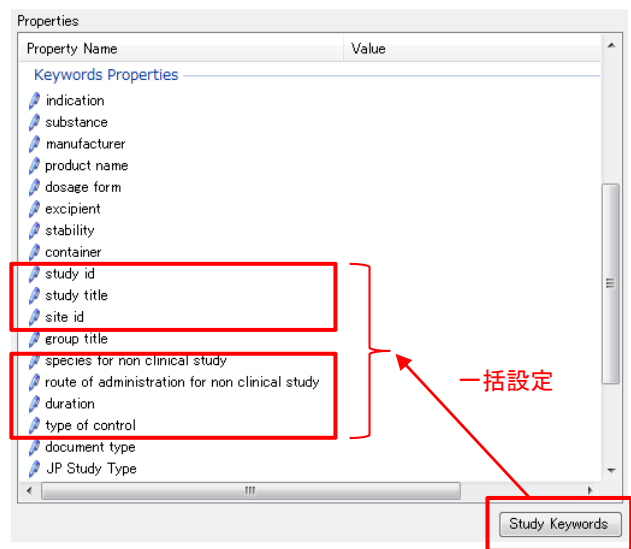 Properties
Property Name Value
Keywords Properties
indication
substance
manufacturer
product name
dosage form
excipient
stability
container
study id
study title
site id
group title
species for non clinical study
route of administration for non clinical study
duration
type of control
document type
JP Study Type
一括設定
Study Keywords